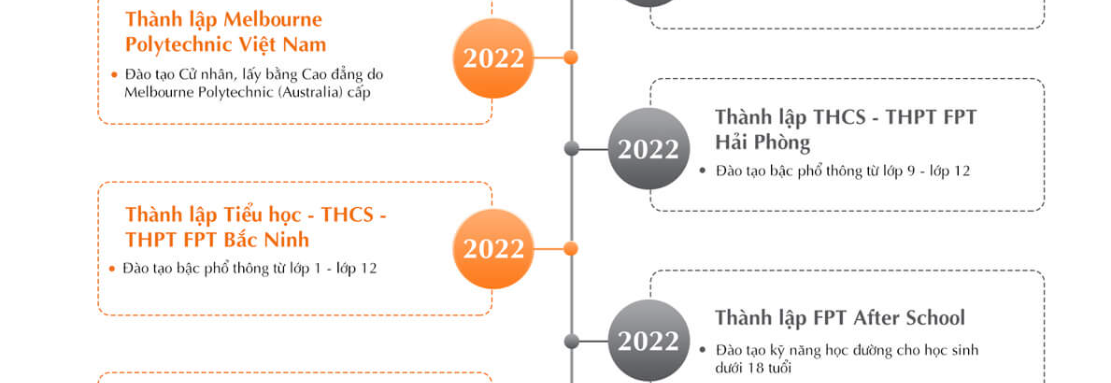 Thành lập Melbourne
Polytechnic Việt Nam
Đào tạo Cử nhân, lấy bằng Cao đẳng do
Melbourne Polytechnic (Australia) cấp
2022
Thành lập THCS - THPT FPT
Hải Phòng
Đào tạo bậc phổ thông từ lớp 9 - lớp 12
2022
Thành lập Tiểu học - THCS -
THPT FPT Bắc Ninh
Đào tạo bậc phổ thông từ lớp 1 - lớp 12
2022
Thành lập FPT After School
Đào tạo kỹ năng học đường cho học sinh
dưới 18 tuổi
2022